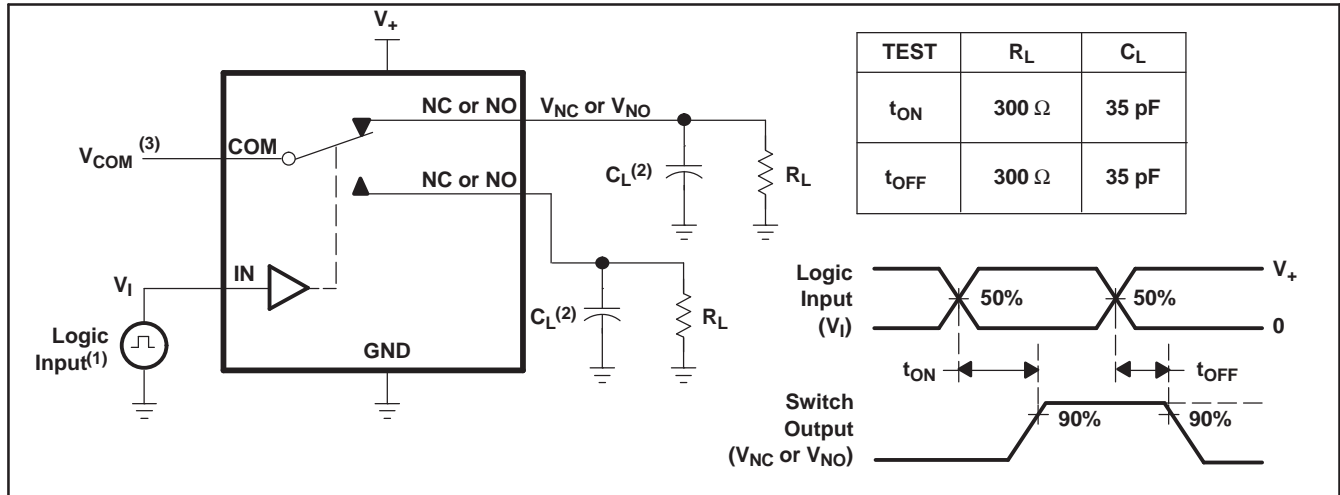 V+
NC or NO
VNC or VNO
VCOM (3)
COM
CL(2)
RL
NC or NO
VI
IN
CL(2)
RL
Logic
Input(1)
GND
TEST RL CL
tON 300 Ω 35 pF
tOFF 300 Ω 35 pF
Logic
Input
(VI)
50%
50%
V+
0
tON
tOFF
Switch
Output
(VNC or VNO)
90%
90%